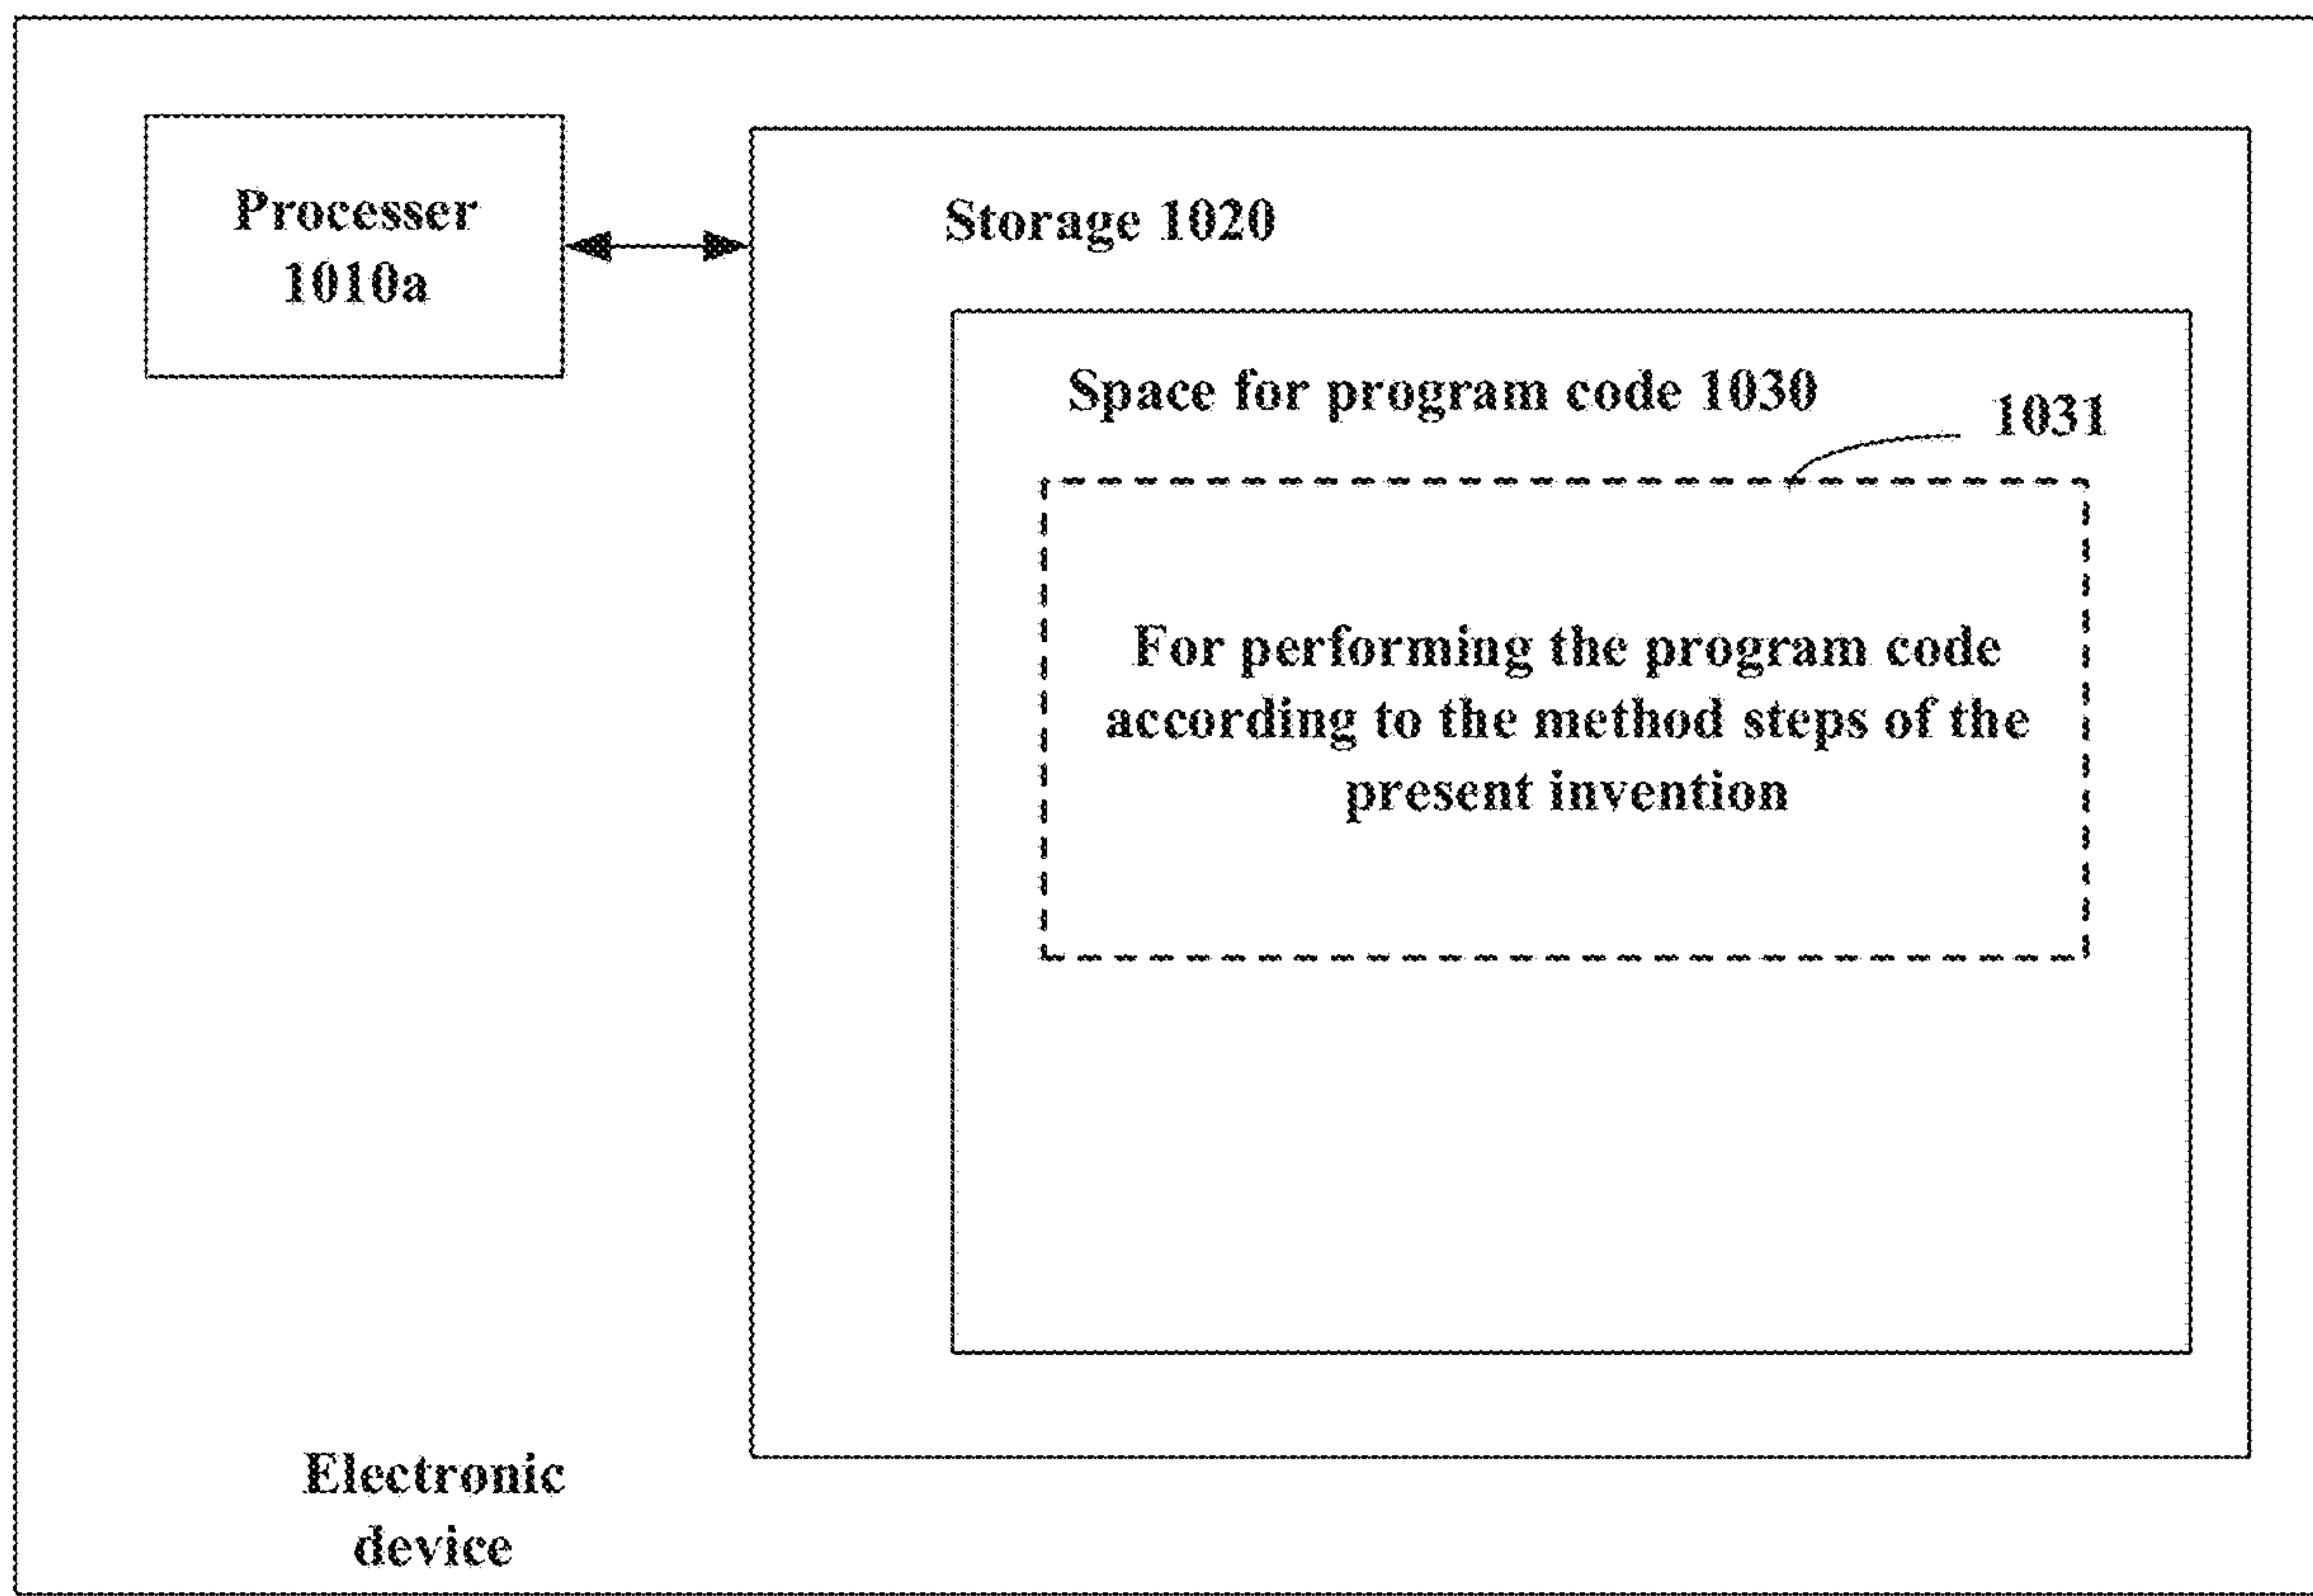 Processer
1010a
Storage 1020
Space for program code 1030
1031
For performing the program code
according to the method steps of the
present invention
Electronic
device